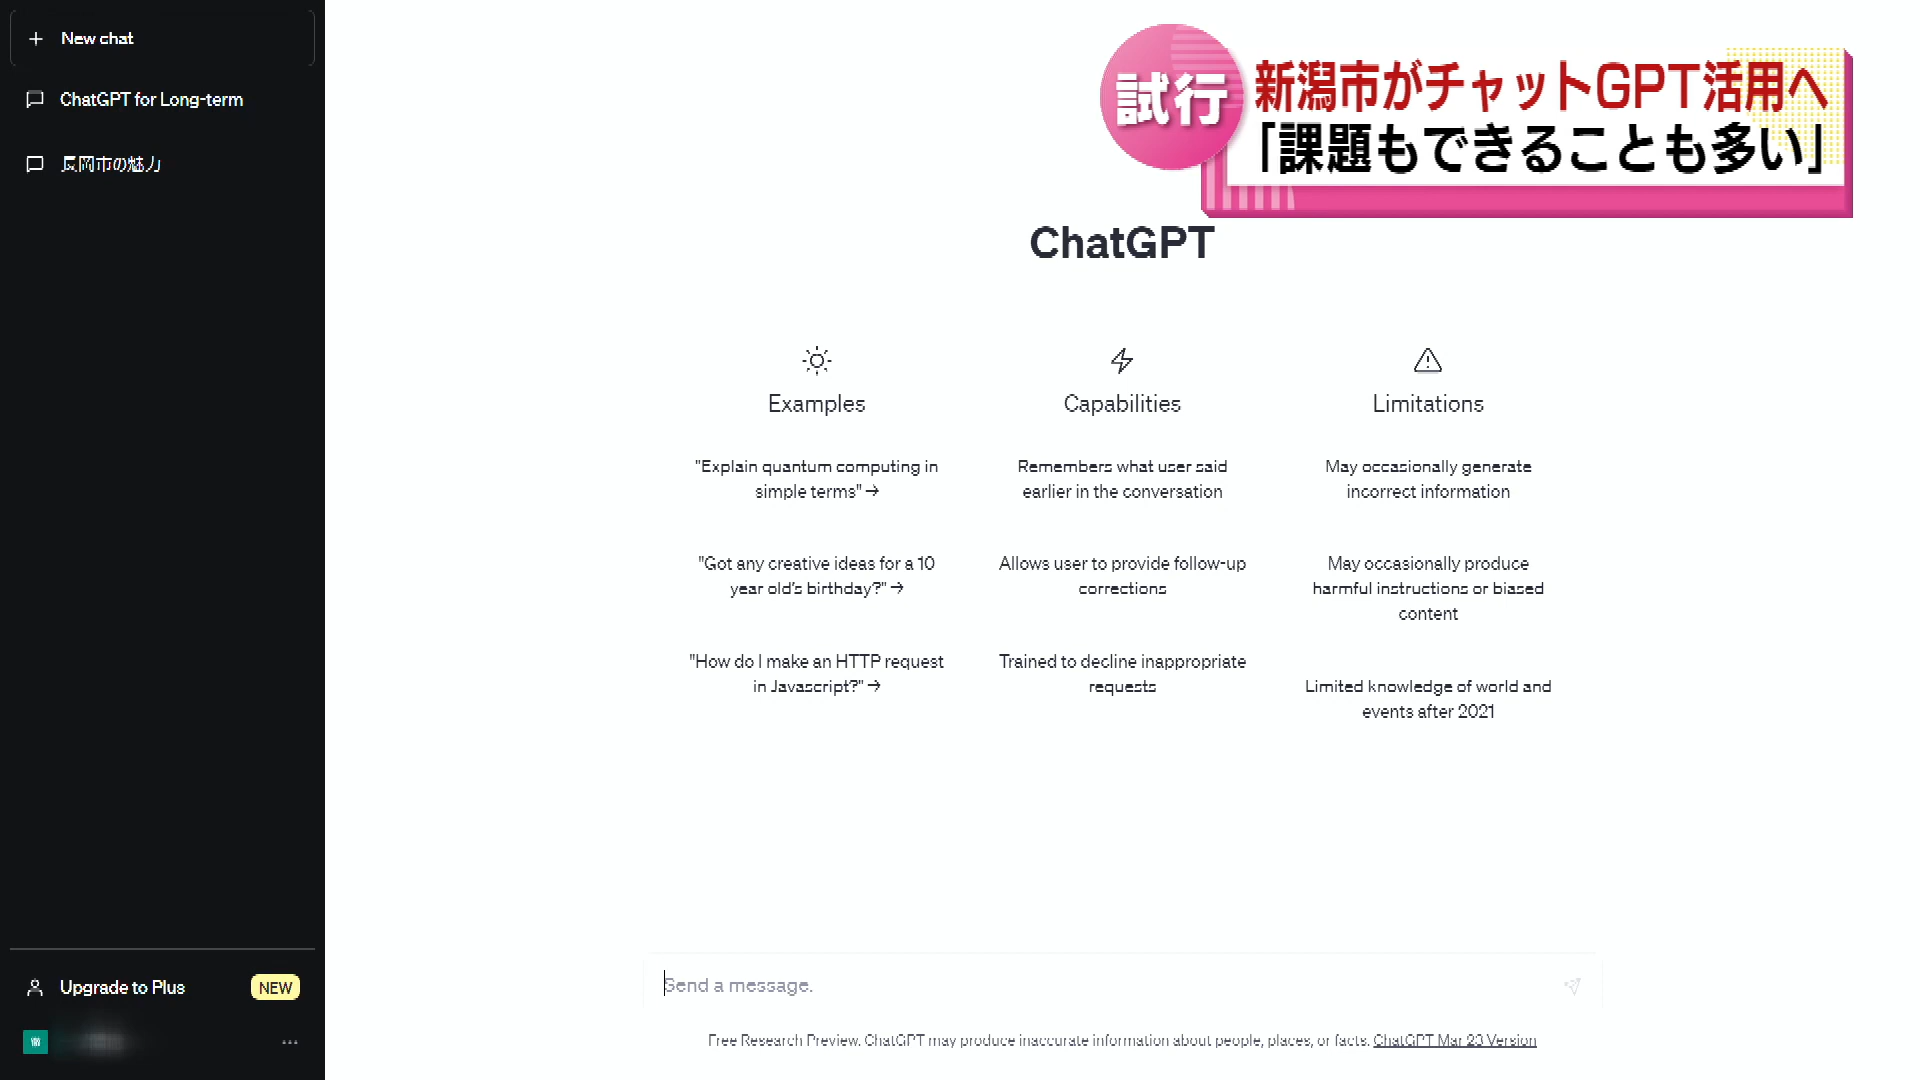 New chat
ChatGPT for Long-term
長岡市の魅力
Upgrade to Plus
NEW
試行
新潟市がチャットGPT活用へ
「課題もできることも多い」
ChatGPT
Examples
"Explain quantum computing in
simple terms" →
"Got any creative ideas for a 10
year old's birthday?" →
"How do I make an HTTP request
in Javascript?" →
Capabilities
Remembers what user said
earlier in the conversation
Allows user to provide follow-up
corrections
Trained to decline inappropriate
requests
Limitations
May occasionally generate
incorrect information
May occasionally produce
harmful instructions or biased
content
Limited knowledge of world and
events after 2021
Send a message.
Free Research Preview. ChatGPT may produce inaccurate information about people, places, or facts. ChatGPT Mar 23 Version